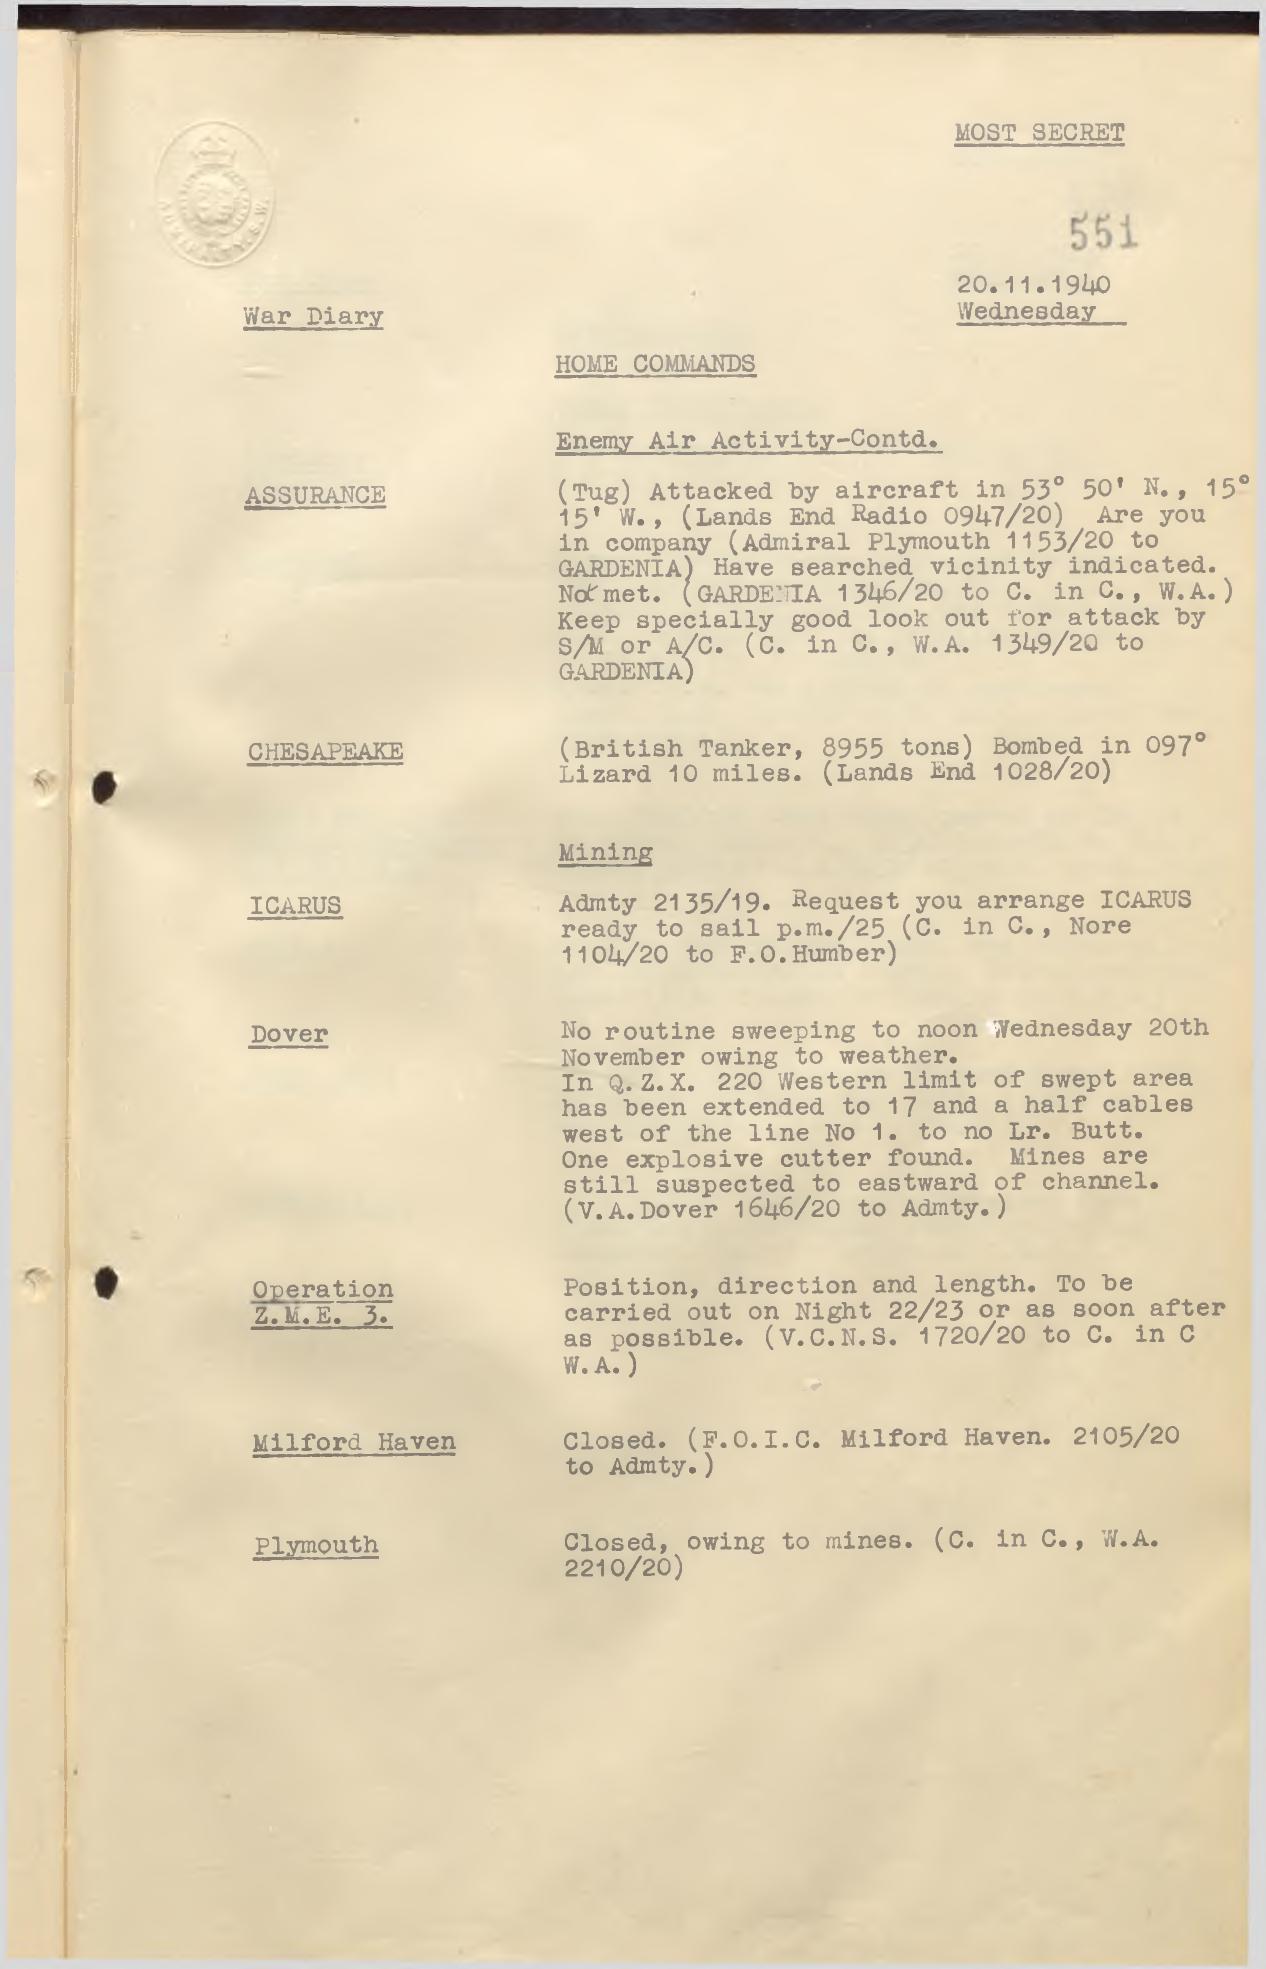 MOST SECRET
ADMIRALTY. S.W.
551
20.11.1940
Wednesday
War Diary
HOME COMMANDS
Enemy Air Activity-Contd.
ASSURANCE
(Tug) Attacked by aircraft in 53° 50' N., 15°
15' W., (Lands End Radio 0947/20) Are you
in company (Admiral Plymouth 1153/20 to
GARDENIA) Have searched vicinity indicated.
Not met. (GARDENIA 1346/20 to C. in C., W.A.)
Keep specially good look out for attack by
S/M or A/C. (C. in C., W.A. 1349/20 to
GARDENIA)
CHESAPEAKE
(British Tanker, 8955 tons) Bombed in 097°
Lizard 10 miles. (Lands End 1028/20)
Mining
ICARUS
Admty 2135/19. Request you arrange ICARUS
ready to sail p.m./25 (C. in C., Nore
1104/20 to F.O.Humber)
Dover
No routine sweeping to noon Wednesday 20th
November owing to weather.
In Q.Z.X. 220 Western limit of swept area
has been extended to 17 and a half cables
west of the line No 1. to no Lr. Butt.
One explosive cutter found. Mines are
still suspected to eastward of channel.
(V.A.Dover 1646/20 to Admty.)
Operation
Z.M.E. 3.
Position, direction and length. To be
carried out on Night 22/23 or as soon after
as possible. (V.C.N.S. 1720/20 to C. in C
W.A.)
Milford Haven
Closed. (F.O.I.C. Milford Haven. 2105/20
to Admty.)
Plymouth
Closed, owing to mines. (C. in C., W.A.
2210/20)